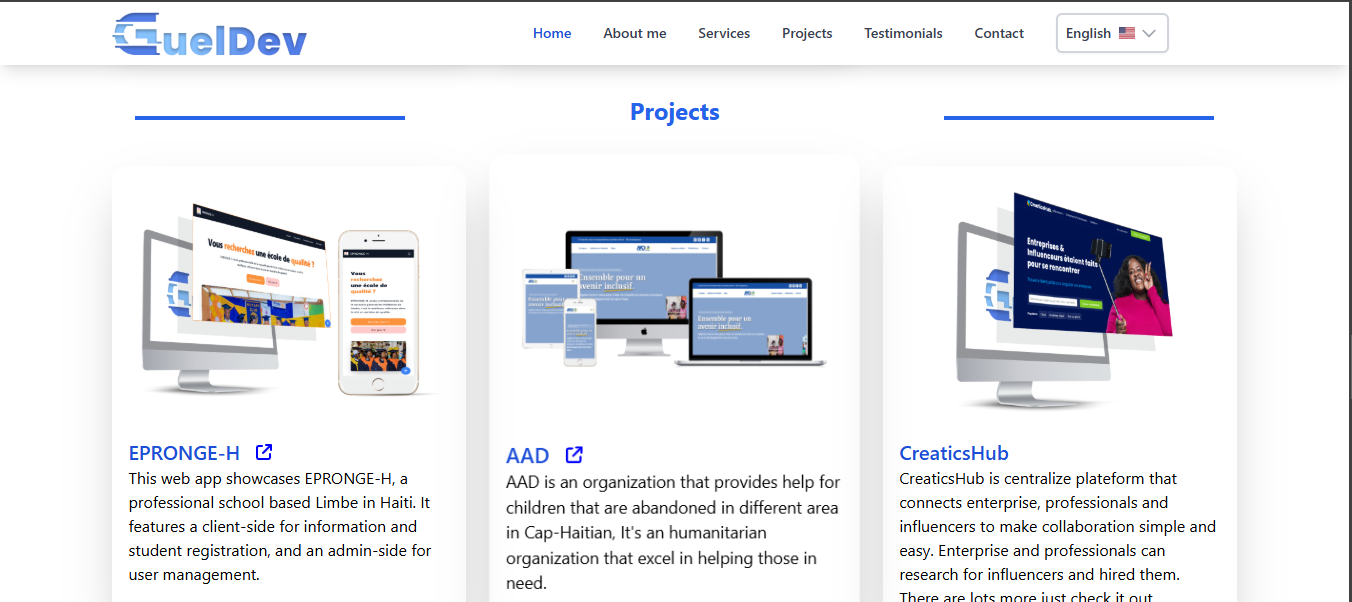 GuelDev
Home
About me
Services
Projects
Testimonials
Contact
English
Projects
Vous recherchez une école de qualité ?
EPRONGE-H
Vous
recherchez
une école de
qualité ?
AAD
Ensemble pour un
avenir inclusif.
Ensemble pour un
avenir inclusif.
CreaticsHub
Entreprises &
Influenceurs étaient faits
pour se rencontrer
EPRONGE-H
This web app showcases EPRONGE-H, a
professional school based Limbe in Haiti. It
features a client-side for information and
student registration, and an admin-side for
user management.
AAD
AAD is an organization that provides help for
children that are abandoned in different area
in Cap-Haitian, It's an humanitarian
organization that excel in helping those in
need.
CreaticsHub
CreaticsHub is centralize plateform that
connects enterprise, professionals and
influencers to make collaboration simple and
easy. Enterprise and professionals can
research for influencers and hired them.
There are lots more just check it out